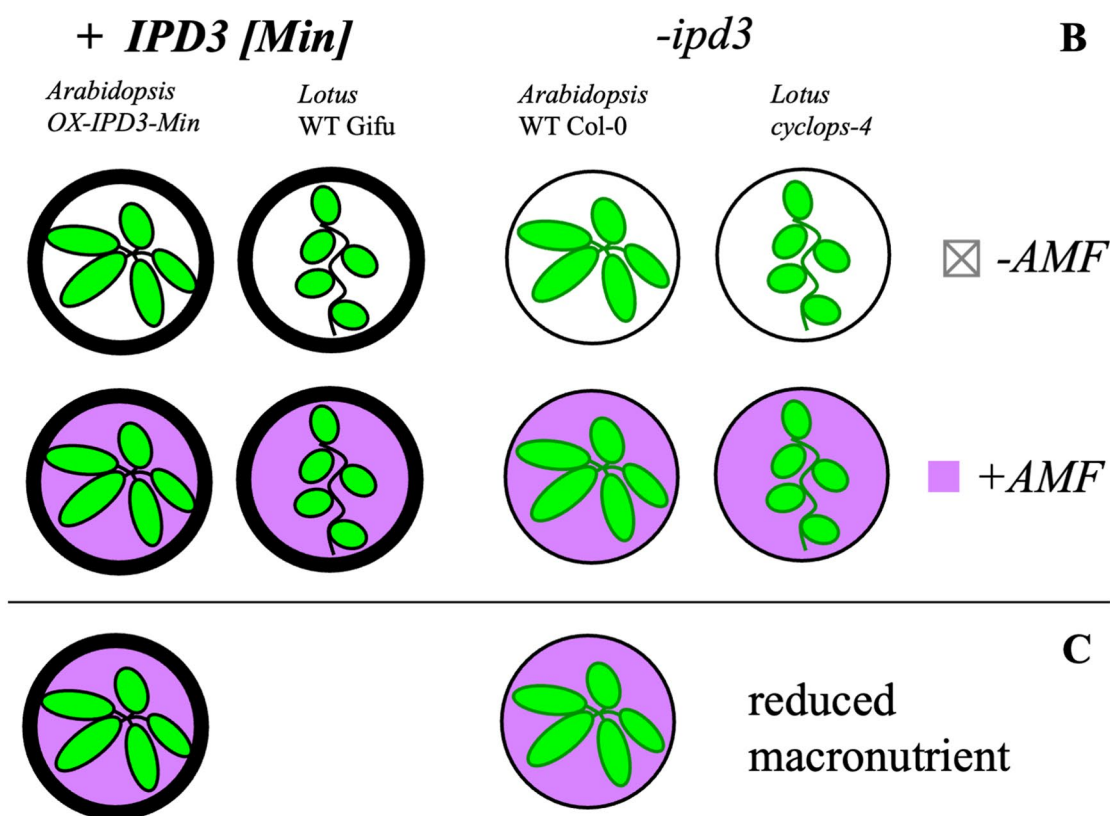 + IPD3 [Min]
-ipd3
B
Arabidopsis
OX-IPD3-Min
Lotus
WT Gifu
Arabidopsis
WT Col-0
Lotus
cyclops-4
-AMF
+AMF
C
reduced
macronutrient